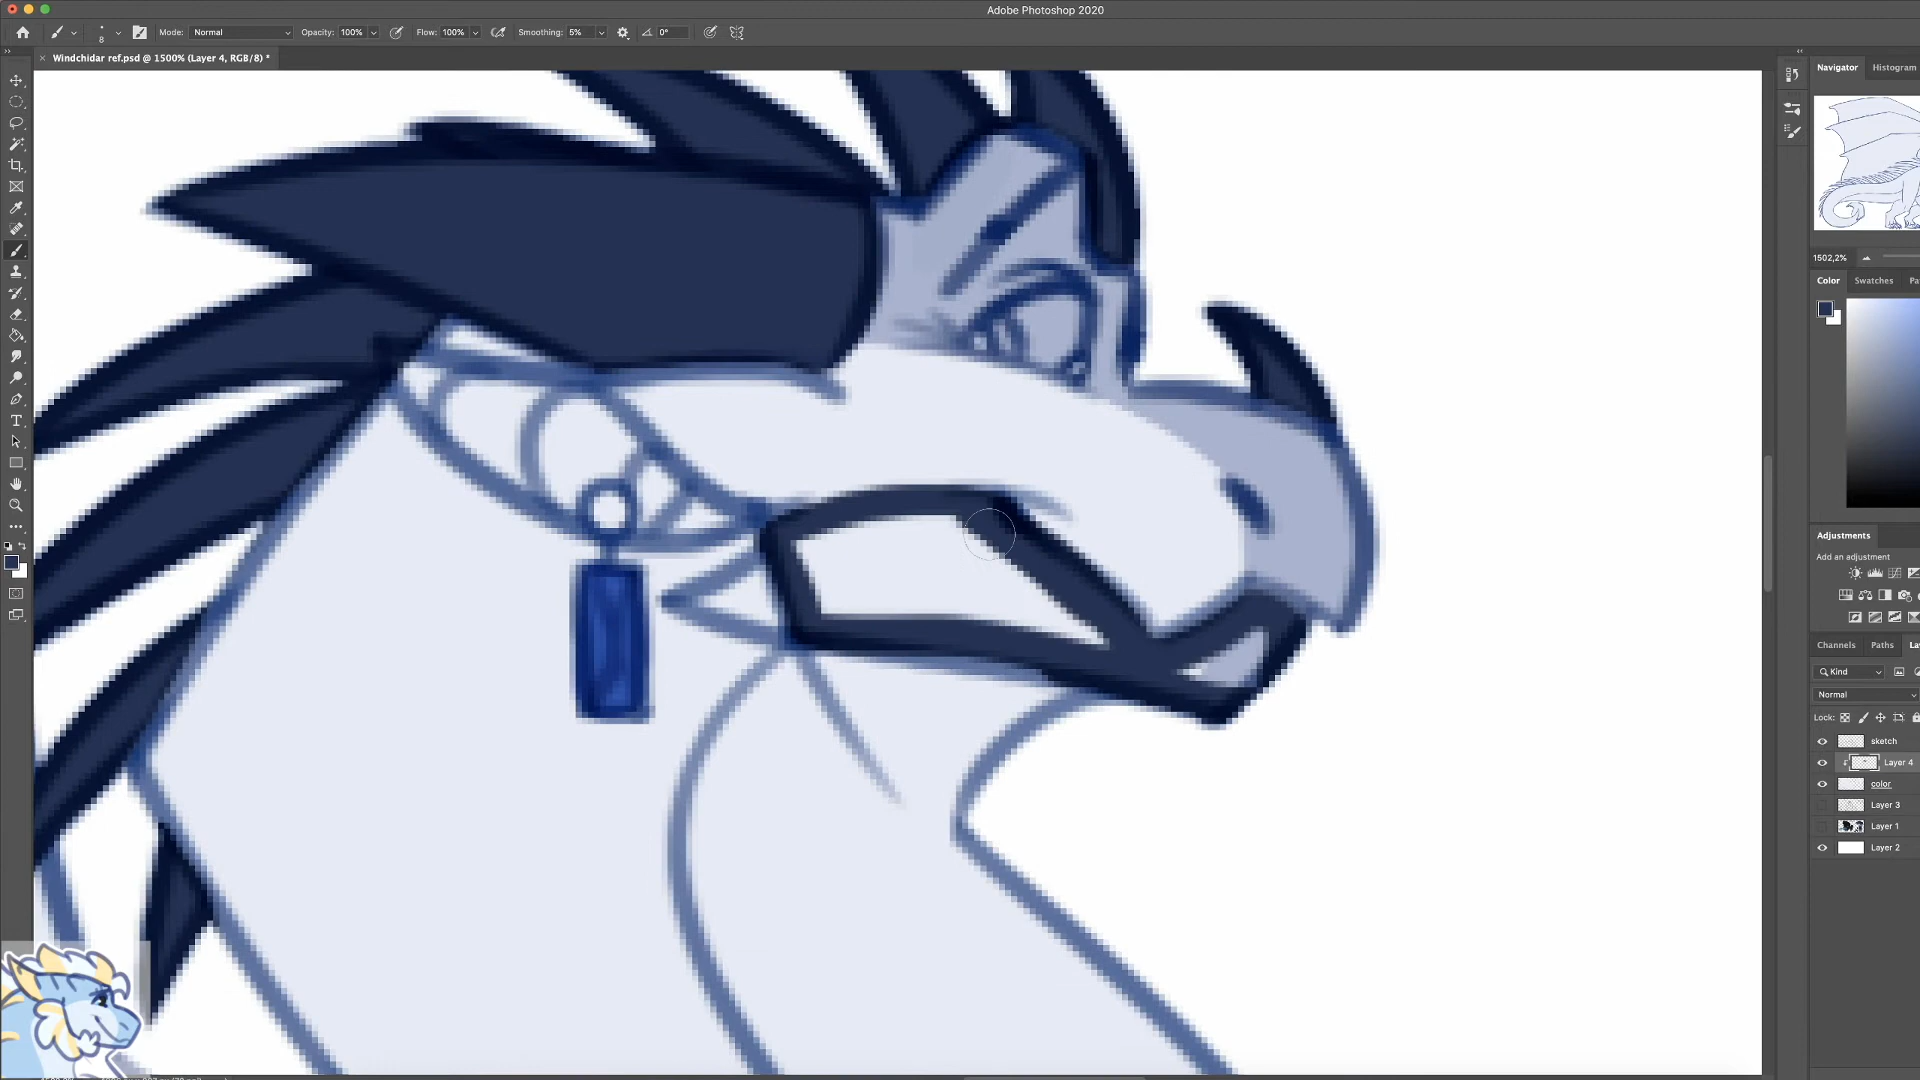 Adobe Photoshop 2020
8 Mode: Normal Opacity: 100% Flow: 100% Smoothing: 5% 0°
Windchidar ref.psd @ 1500% (Layer 4, RGB/8) *
Navigator Histogram
1502,2%
Color Swatches
Adjustments
Add an adjustment
Channels Paths
Kind
Normal
Lock:
sketch
Layer 4
color
Layer 3
Layer 1
Layer 2